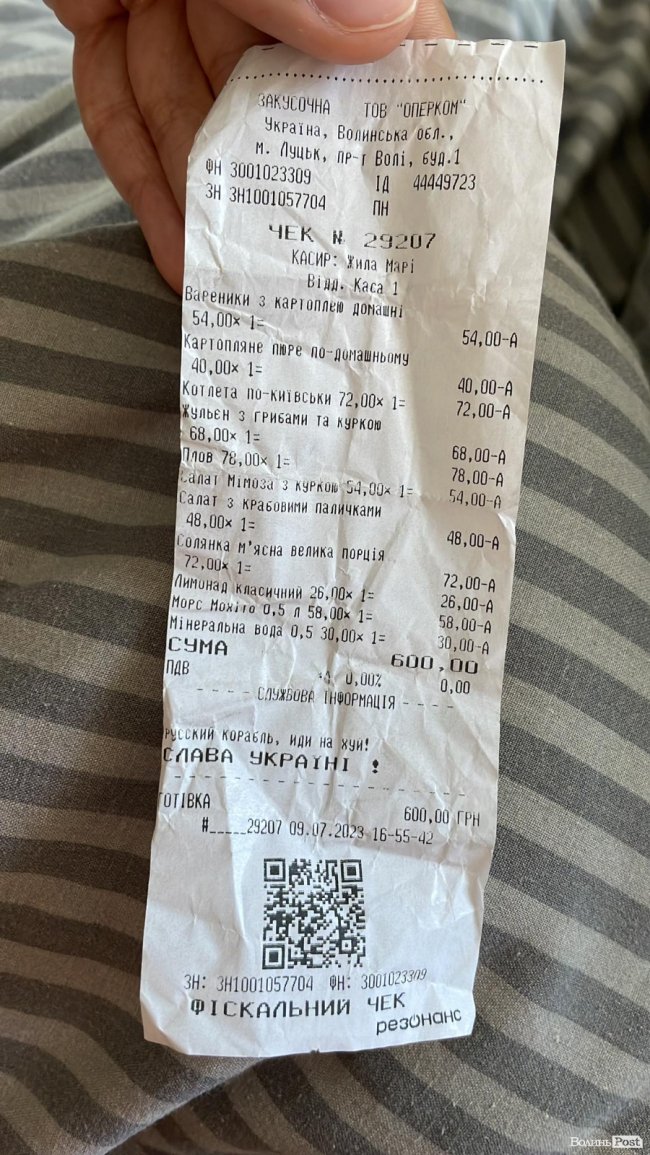 ЗАКУСОЧНА ТОВ "ОПЕРКОМ"
Україна, Волинська обл.,
м. Луцьк, пр-т Волі, буд.1
ФН 3001023309 ІД 44449723
ЗН ЗН1001057704 ПН
ЧЕК № 29207
КАСИР: Жила Марі
Відд. Каса 1
Вареники з картоплею домашні
54,00× 1= 54,00-А
Картопляне пюре по-домашньому
40,00× 1= 40,00-А
Котлета по-київськи 72,00× 1= 72,00-А
Жульєн з грибами та куркою
68,00× 1= 68,00-А
Плов 78,00× 1= 78,00-А
Салат Мімоза з куркою 54,00× 1= 54,00-А
Салат з крабовими паличками
48,00× 1= 48,00-А
Солянка м'ясна велика порція
72,00× 1= 72,00-А
Лимонад класичний 26,00× 1= 26,00-А
Морс Мохіто 0,5 л 58,00× 1= 58,00-А
Мінеральна вода 0,5 30,00× 1= 30,00-А
СУМА 600,00
ПДВ А 0,00% 0,00
- - - - - СЛУЖБОВА ІНФОРМАЦІЯ - - - -
русский корабль, иди на хуй!
СЛАВА УКРАЇНІ !
ГОТІВКА 600,00 ГРН
#_____29207 09.07.2023 16-55-42
ЗН: ЗН1001057704 ФН: 3001023309
ФІСКАЛЬНИЙ ЧЕК
резонанс
ВолиньPost